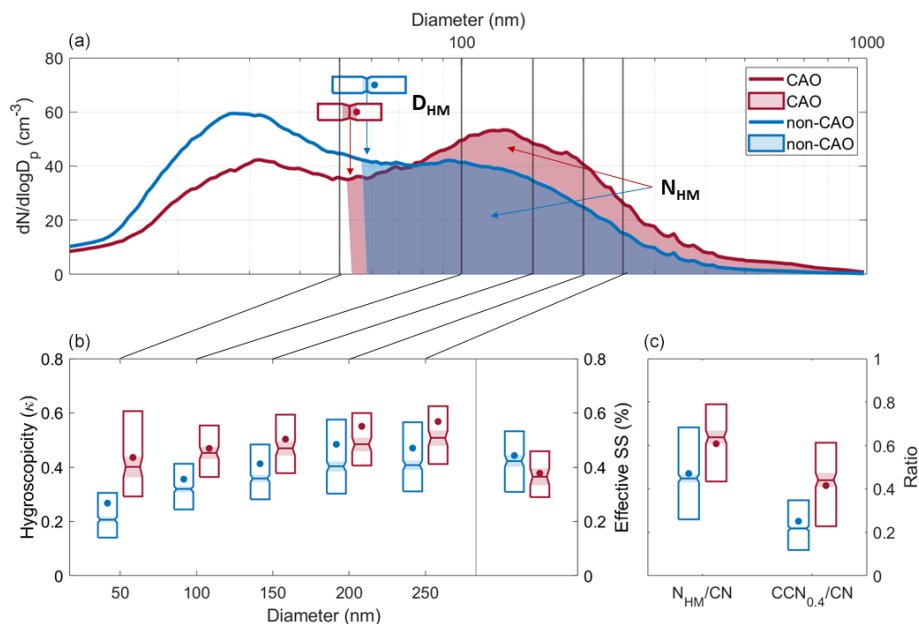 Diameter (nm)
(a)
100
1000
80
60
40
20
0
dN/dlogDₚ (cm⁻³)
D_HM
N_HM
CAO
CAO
non-CAO
non-CAO
(b)
0.8
0.6
0.4
0.2
0
Hygroscopicity (κ)
50
100
150
200
250
Diameter (nm)
0.8
0.6
0.4
0.2
0
Effective SS (%)
(c)
1
0.8
0.6
0.4
0.2
0
Ratio
N_HM/CN
CCN₀.₄/CN